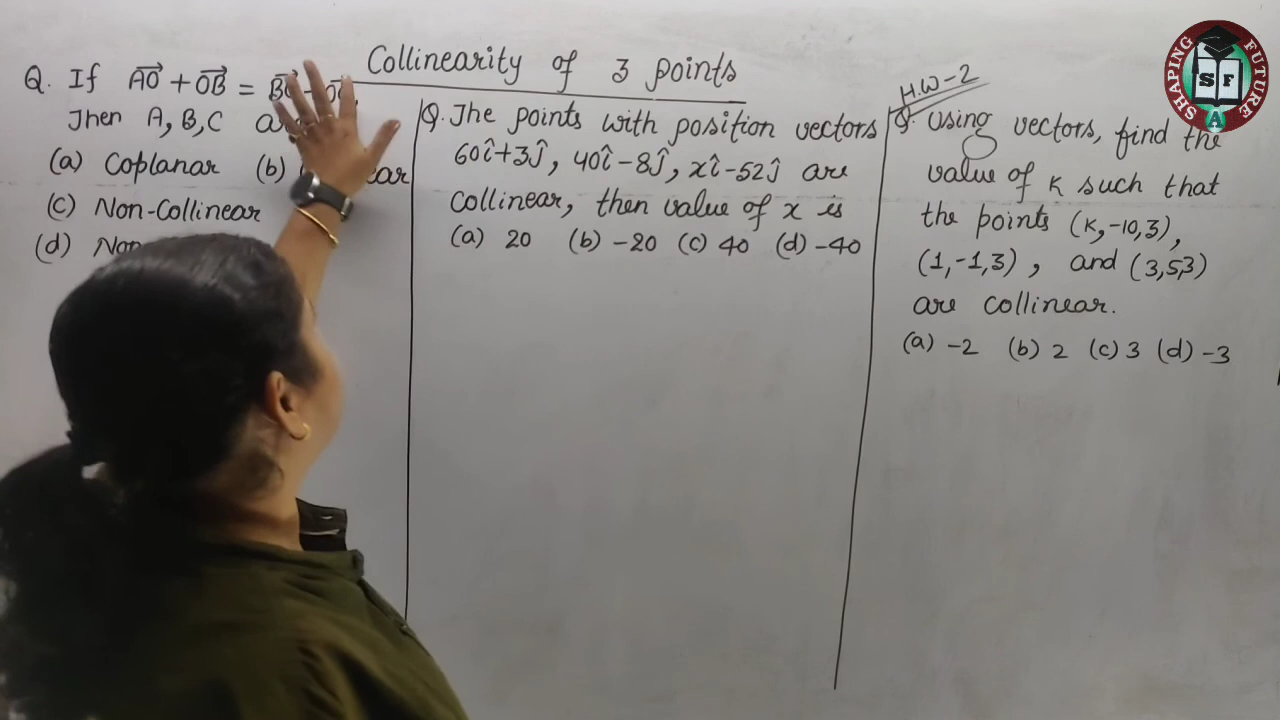 Collinearity of 3 points
Q. If AO⃗ + OB⃗ =
Then A, B, C
(a) Coplanar (b)
(c) Non-Collinear
(d)
Q. The points with position vectors
60î+3ĵ, 40î-8ĵ, xî-52ĵ are
collinear, then value of x is
(a) 20 (b) -20 (c) 40 (d) -40
H.W-2
Q. Using vectors, find the
value of K such that
the points (K,-10,3),
(1,-1,3), and (3,5,3)
are collinear.
(a) -2 (b) 2 (c) 3 (d) -3
SHAPING FUTURE
S F
A